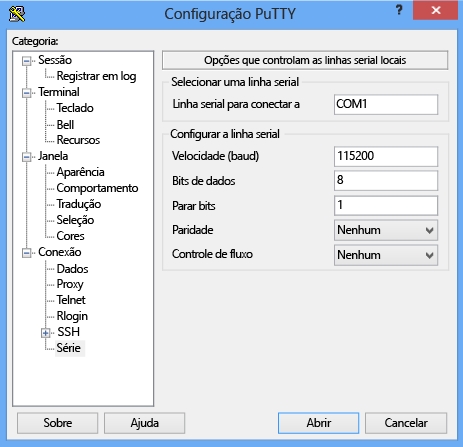 Configuração PuTTY
?
Categoria:
Sessão
Registrar em log
Terminal
Teclado
Bell
Recursos
Janela
Aparência
Comportamento
Tradução
Seleção
Cores
Conexão
Dados
Proxy
Telnet
Rlogin
SSH
Série
Opções que controlam as linhas serial locais
Selecionar uma linha serial
Linha serial para conectar a COM1
Configurar a linha serial
Velocidade (baud) 115200
Bits de dados 8
Parar bits 1
Paridade Nenhum
Controle de fluxo Nenhum
Sobre Ajuda Abrir Cancelar